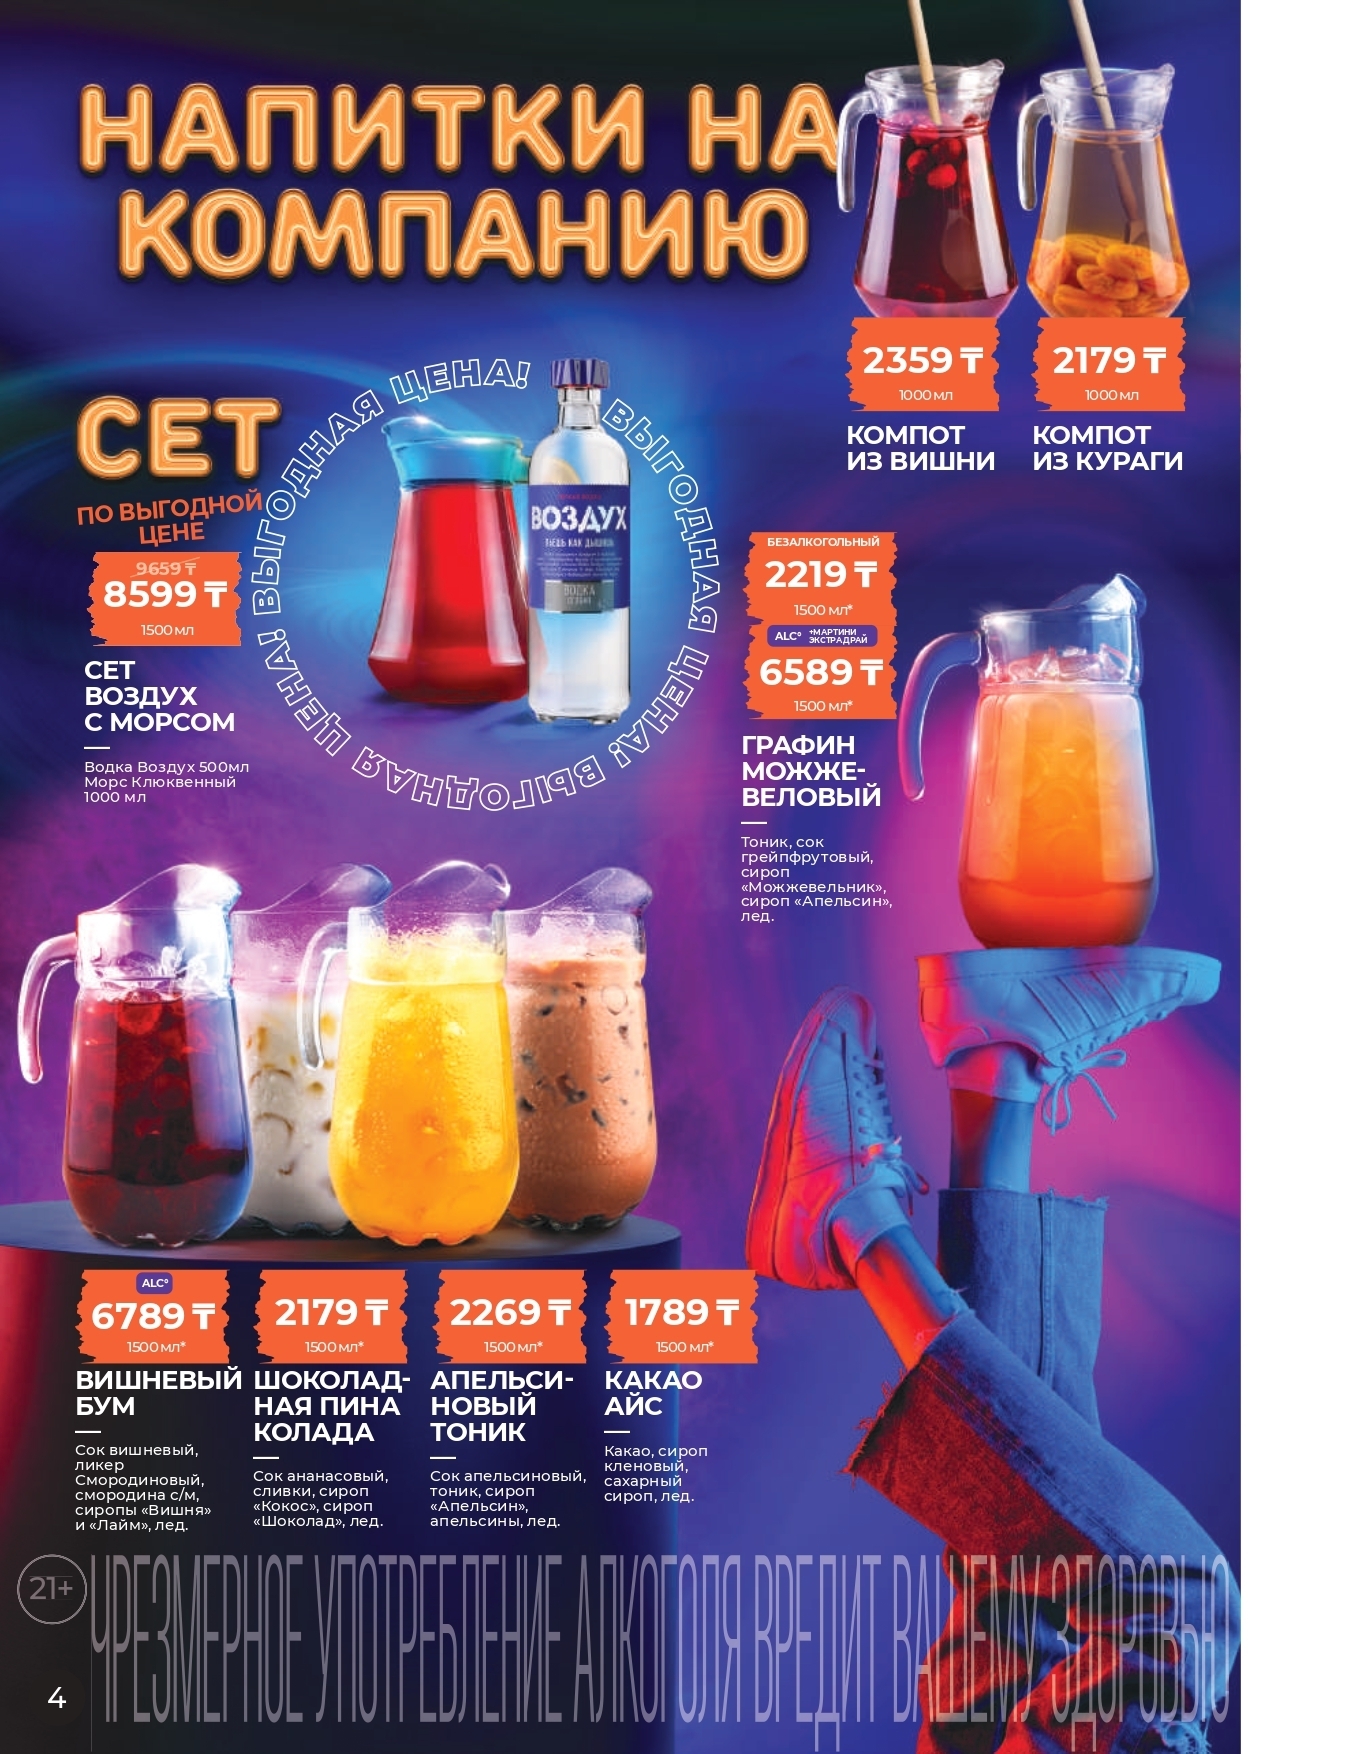 НАПИТКИ НА
КОМПАНИЮ
2359 ₸
1000 мл
КОМПОТ
ИЗ ВИШНИ
2179 ₸
1000 мл
КОМПОТ
ИЗ КУРАГИ
СЕТ
ПО ВЫГОДНОЙ
ЦЕНЕ
9659 ₸
8599 ₸
1500 мл
СЕТ
ВОЗДУХ
С МОРСОМ
Водка Воздух 500мл
Морс Клюквенный
1000 мл
ВЫГОДНАЯ ЦЕНА! ВЫГОДНАЯ ЦЕНА! ВЫГОДНАЯ ЦЕНА!
ВОЗДУХ
ПЬЕШЬ КАК ДЫШИШЬ
ВОДКА
БЕЗАЛКОГОЛЬНЫЙ
2219 ₸
1500 мл*
ALC° +МАРТИНИ
ЭКСТРАДРАЙ
6589 ₸
1500 мл*
ГРАФИН
МОЖЖЕ-
ВЕЛОВЫЙ
Тоник, сок
грейпфрутовый,
сироп
«Можжевельник»,
сироп «Апельсин»,
лед.
ALC°
6789 ₸
1500 мл*
ВИШНЕВЫЙ
БУМ
Сок вишневый,
ликер
Смородиновый,
смородина с/м,
сиропы «Вишня»
и «Лайм», лед.
2179 ₸
1500 мл*
ШОКОЛАД-
НАЯ ПИНА
КОЛАДА
Сок ананасовый,
сливки, сироп
«Кокос», сироп
«Шоколад», лед.
2269 ₸
1500 мл*
АПЕЛЬСИ-
НОВЫЙ
ТОНИК
Сок апельсиновый,
тоник, сироп
«Апельсин»,
апельсины, лед.
1789 ₸
1500 мл*
КАКАО
АЙС
Какао, сироп
кленовый,
сахарный
сироп, лед.
21+
ЧРЕЗМЕРНОЕ УПОТРЕБЛЕНИЕ АЛКОГОЛЯ ВРЕДИТ ВАШЕМУ ЗДОРОВЬЮ
4